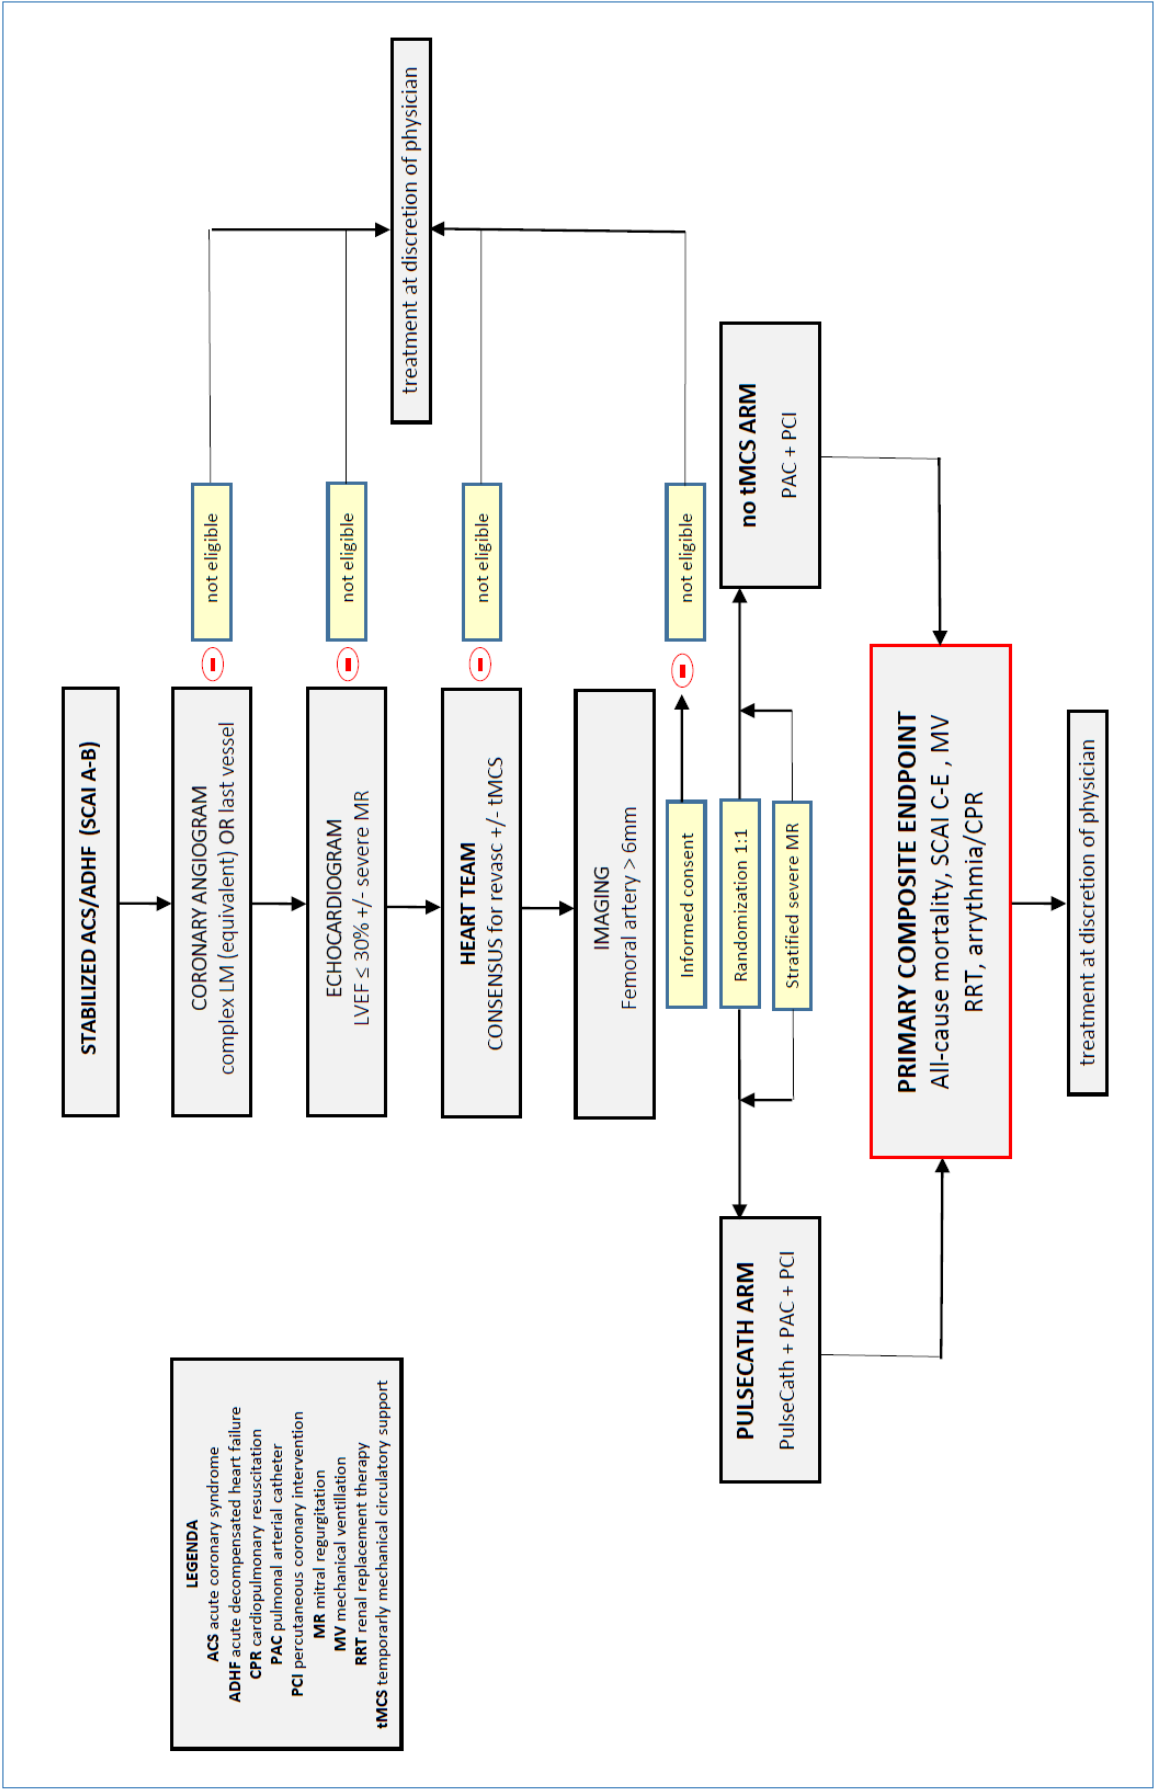 LEGENDA
ACS acute coronary syndrome
ADHF acute decompensated heart failure
CPR cardiopulmonary resuscitation
PAC pulmonal arterial catheter
PCI percutaneous coronary intervention
MR mitral regurgitation
MV mechanical ventillation
RRT renal replacement therapy
tMCS temporarly mechanical circulatory support
STABILIZED ACS/ADHF (SCAI A-B)
CORONARY ANGIOGRAM
complex LM (equivalent) OR last vessel
not eligible
ECHOCARDIOGRAM
LVEF ≤ 30% +/- severe MR
not eligible
HEART TEAM
CONSENSUS for revasc +/- tMCS
not eligible
IMAGING
Femoral artery > 6mm
Informed consent
not eligible
treatment at discretion of physician
Randomization 1:1
Stratified severe MR
PULSECATH ARM
PulseCath + PAC + PCI
no tMCS ARM
PAC + PCI
PRIMARY COMPOSITE ENDPOINT
All-cause mortality, SCAI C-E , MV
RRT, arrythmia/CPR
treatment at discretion of physician